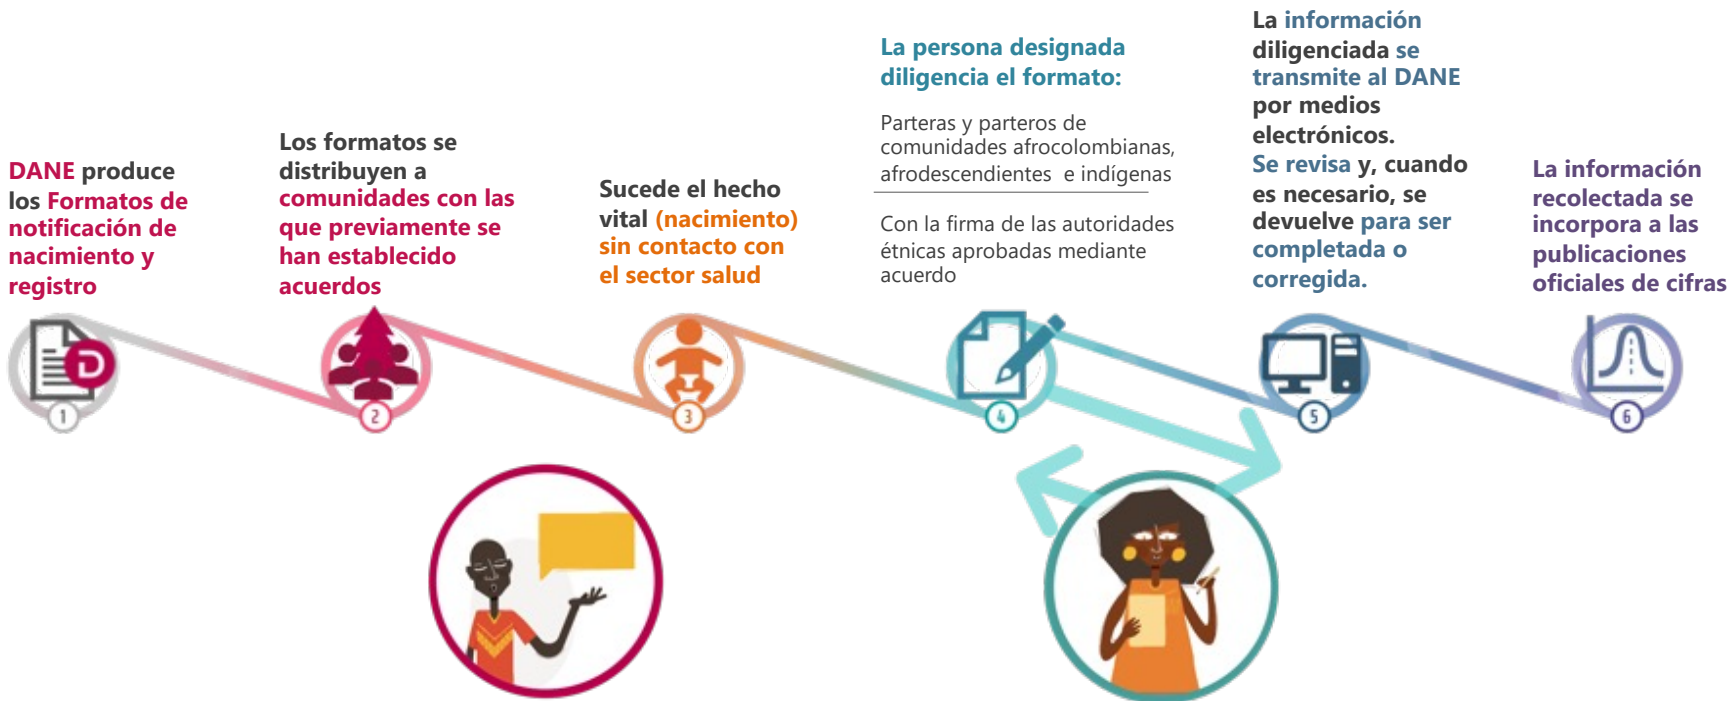 DANE produce
los Formatos de
notificación de
nacimiento y
registro
1
Los formatos se
distribuyen a
comunidades con las
que previamente se
han establecido
acuerdos
2
Sucede el hecho
vital (nacimiento)
sin contacto con
el sector salud
3
La persona designada
diligencia el formato:
Parteras y parteros de
comunidades afrocolombianas,
afrodescendientes e indígenas
Con la firma de las autoridades
étnicas aprobadas mediante
acuerdo
4
La información
diligenciada se
transmite al DANE
por medios
electrónicos.
Se revisa y, cuando
es necesario, se
devuelve para ser
completada o
corregida.
5
La información
recolectada se
incorpora a las
publicaciones
oficiales de cifras
6
D